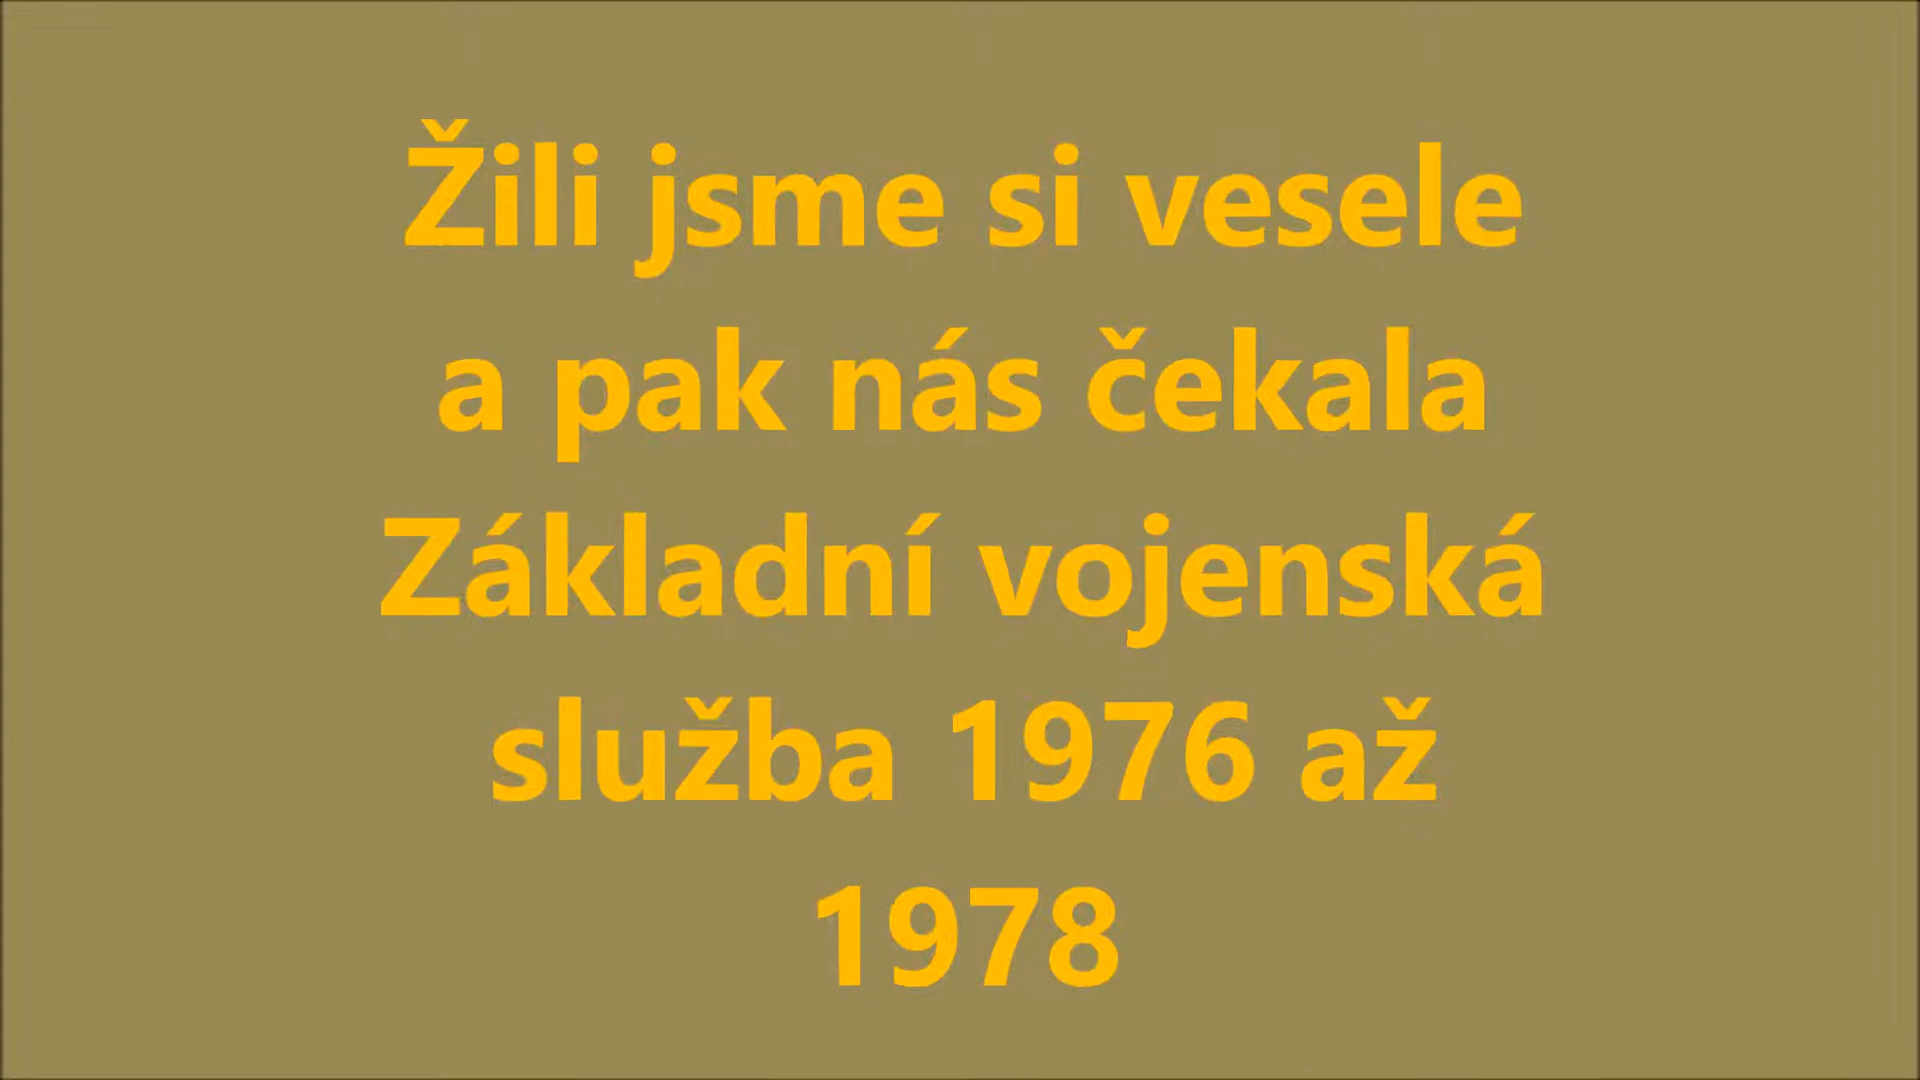 Žili jsme si vesele
a pak nás čekala
Základní vojenská
služba 1976 až
1978